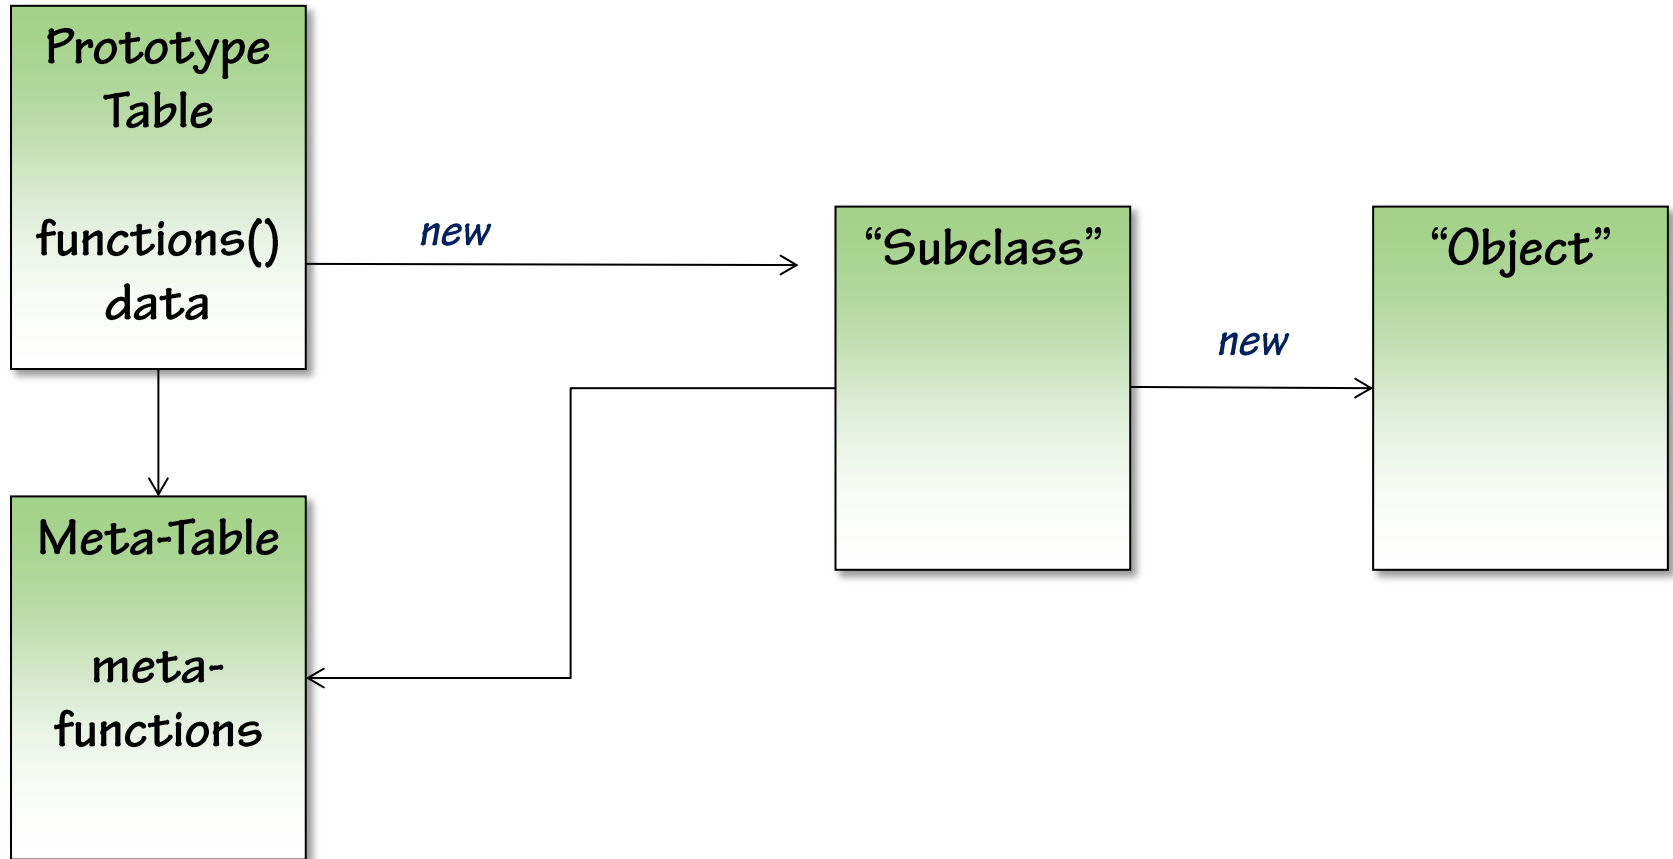 Prototype
Table
functions()
data
new
“Subclass”
“Object”
new
Meta-Table
meta-
functions